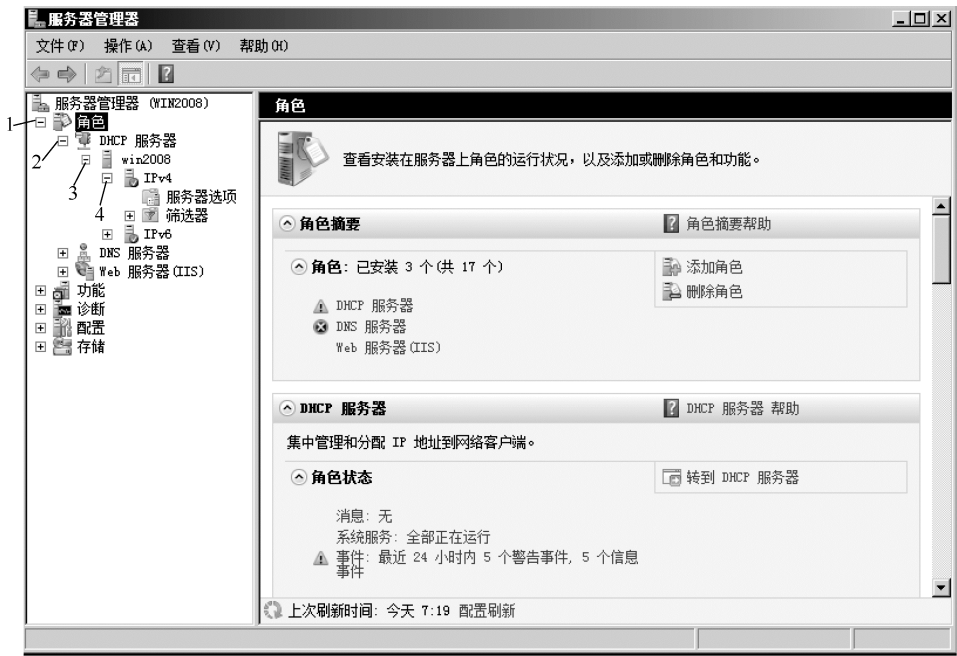 服务器管理器
文件(F) 操作(A) 查看(V) 帮助(H)
服务器管理器 (WIN2008)
1
角色
2
DHCP 服务器
3
win2008
4
IPv4
服务器选项
筛选器
IPv6
DNS 服务器
Web 服务器(IIS)
功能
诊断
配置
存储
角色
查看安装在服务器上角色的运行状况，以及添加或删除角色和功能。
角色摘要
角色摘要帮助
角色: 已安装 3 个(共 17 个)
添加角色
删除角色
DHCP 服务器
DNS 服务器
Web 服务器(IIS)
DHCP 服务器
DHCP 服务器 帮助
集中管理和分配 IP 地址到网络客户端。
角色状态
转到 DHCP 服务器
消息: 无
系统服务: 全部正在运行
事件: 最近 24 小时内 5 个警告事件, 5 个信息
事件
上次刷新时间: 今天 7:19 配置刷新